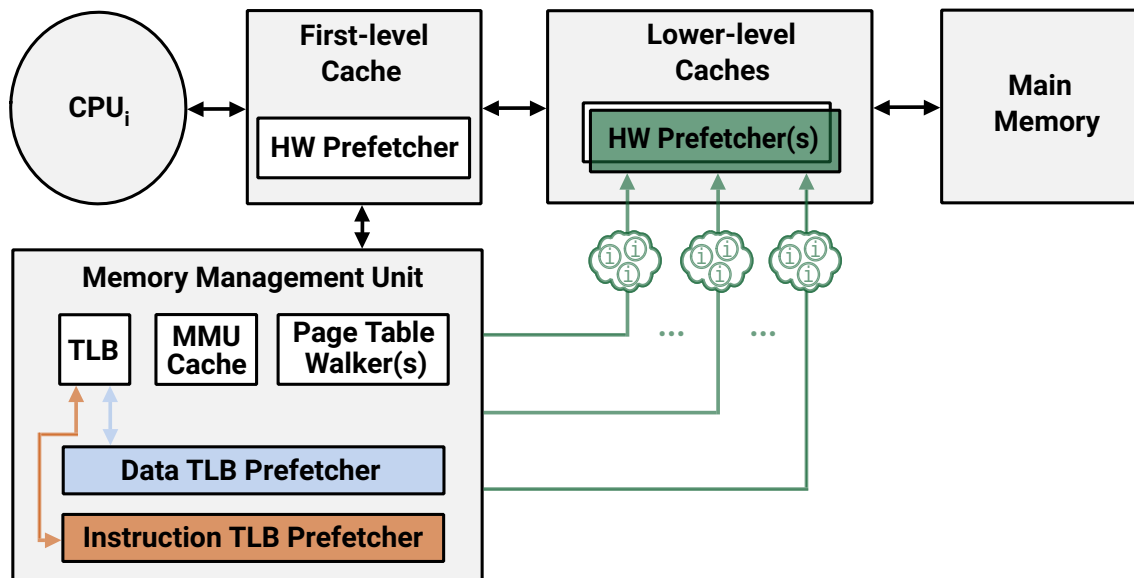 CPUi
First-level
Cache
HW Prefetcher
Lower-level
Caches
HW Prefetcher(s)
Main
Memory
i i i
i i i
i i i
... ...
Memory Management Unit
TLB
MMU
Cache
Page Table
Walker(s)
Data TLB Prefetcher
Instruction TLB Prefetcher